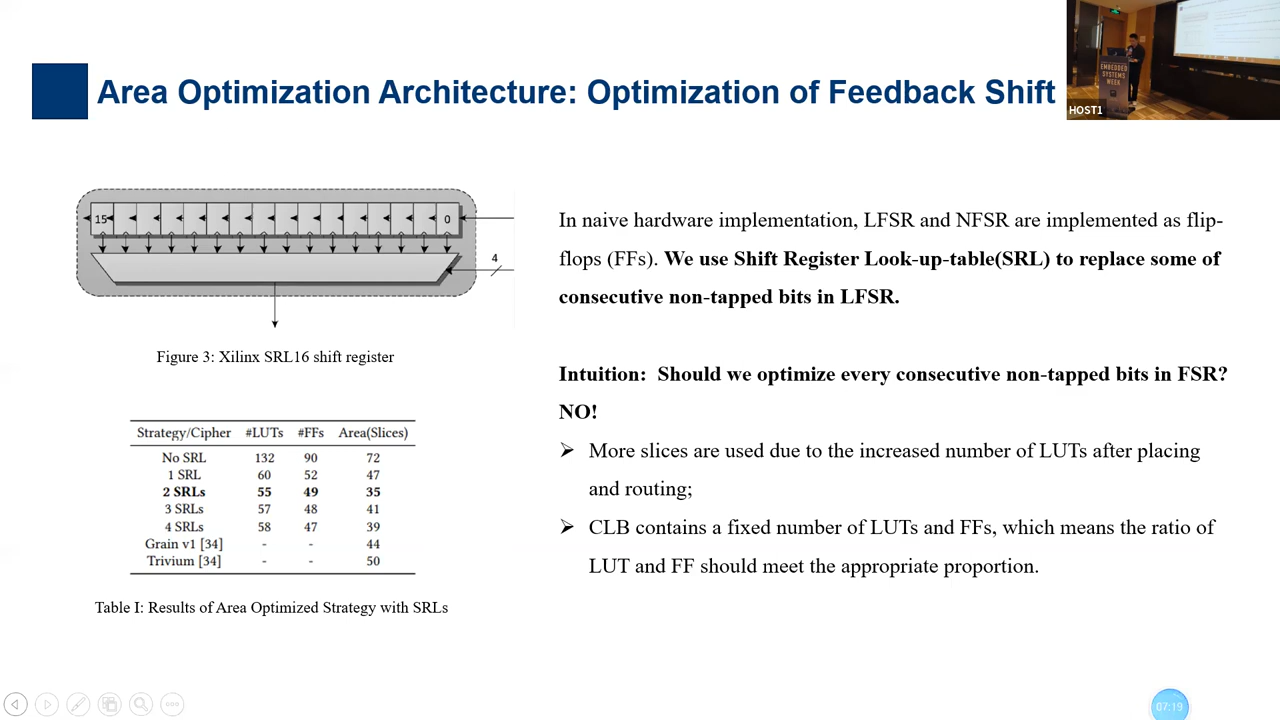 Area Optimization Architecture: Optimization of Feedback Shift
EMBEDDED
SYSTEMS
WEEK
HOST1
15
0
4
Figure 3: Xilinx SRL16 shift register
Strategy/Cipher #LUTs #FFs Area(Slices)
No SRL 132 90 72
1 SRL 60 52 47
2 SRLs 55 49 35
3 SRLs 57 48 41
4 SRLs 58 47 39
Grain v1 [34] - - 44
Trivium [34] - - 50
Table I: Results of Area Optimized Strategy with SRLs
In naive hardware implementation, LFSR and NFSR are implemented as flip-
flops (FFs). We use Shift Register Look-up-table(SRL) to replace some of
consecutive non-tapped bits in LFSR.
Intuition: Should we optimize every consecutive non-tapped bits in FSR?
NO!
➢ More slices are used due to the increased number of LUTs after placing
and routing;
➢ CLB contains a fixed number of LUTs and FFs, which means the ratio of
LUT and FF should meet the appropriate proportion.
07:19